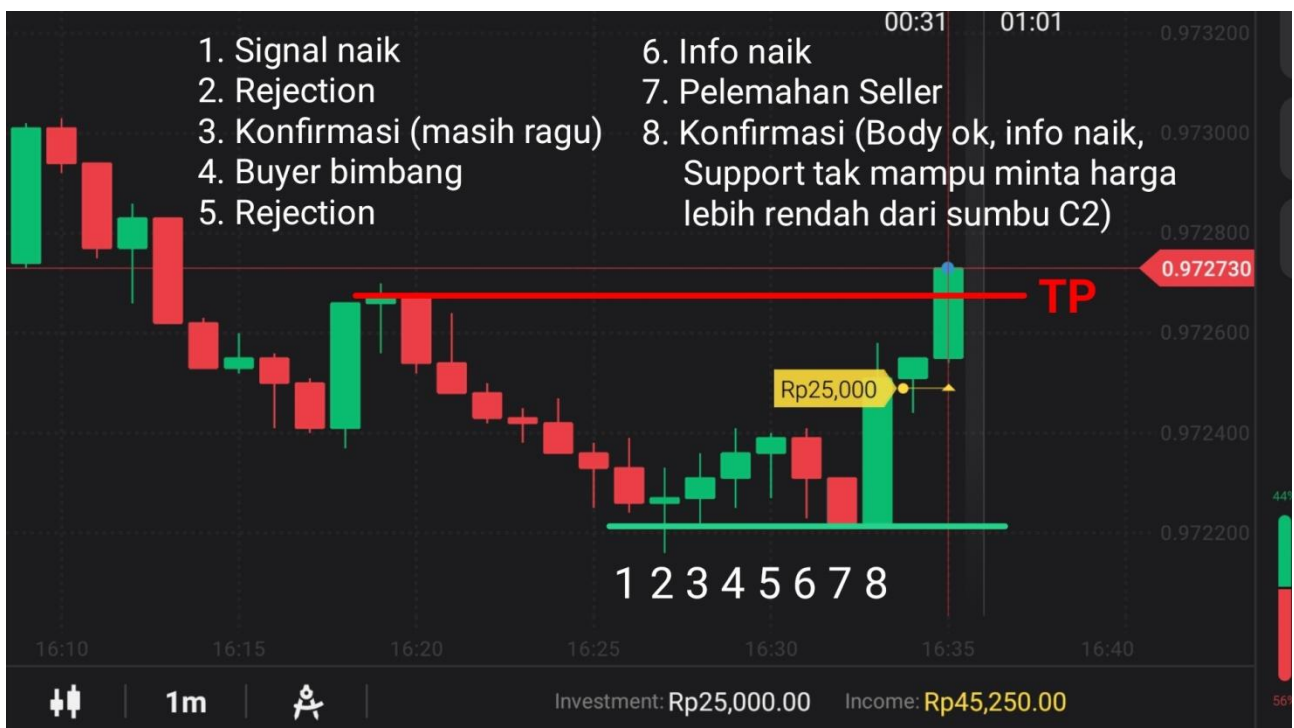 00:31 01:01
1. Signal naik
2. Rejection
3. Konfirmasi (masih ragu)
4. Buyer bimbang
5. Rejection
6. Info naik
7. Pelemahan Seller
8. Konfirmasi (Body ok, info naik,
Support tak mampu minta harga
lebih rendah dari sumbu C2)
0.973200
0.973000
0.972800
0.972730
TP
0.972600
Rp25,000
0.972400
0.972200
1 2 3 4 5 6 7 8
44%
56%
16:10 16:15 16:20 16:25 16:30 16:35 16:40
1m Investment: Rp25,000.00 Income: Rp45,250.00